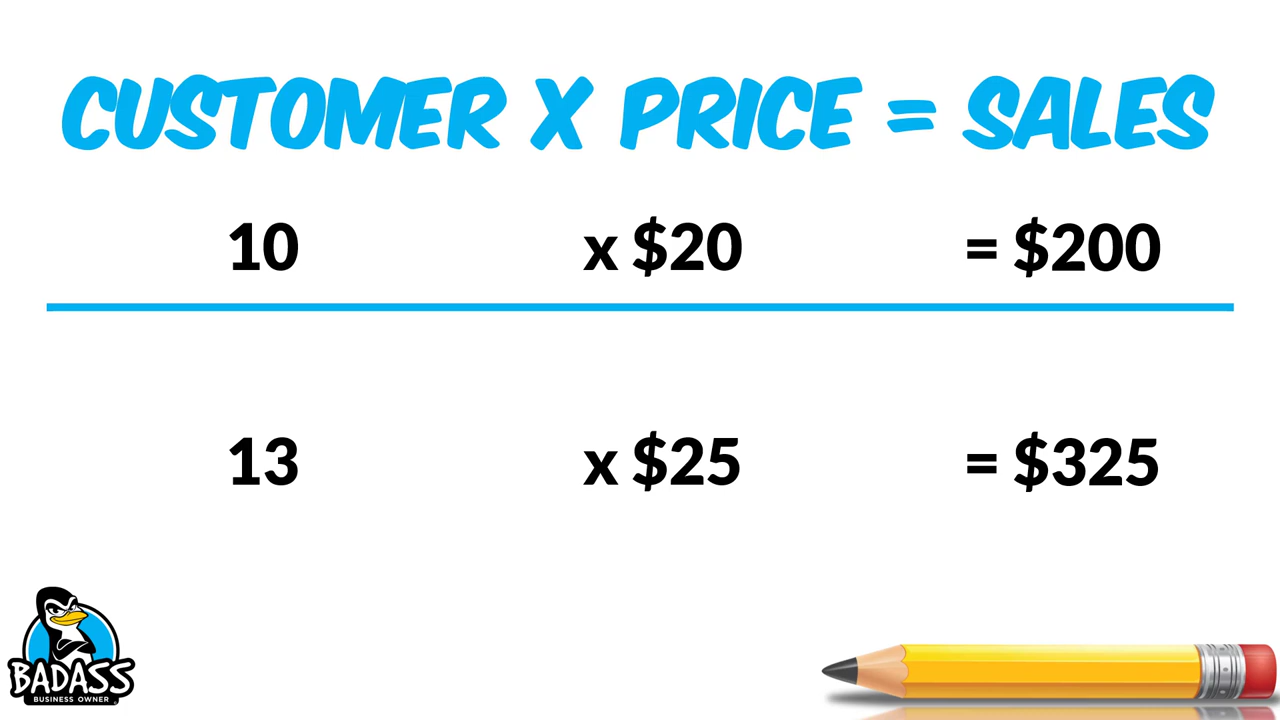 CUSTOMER X PRICE = SALES
10 x $20 = $200
13 x $25 = $325
BADASS
BUSINESS OWNER